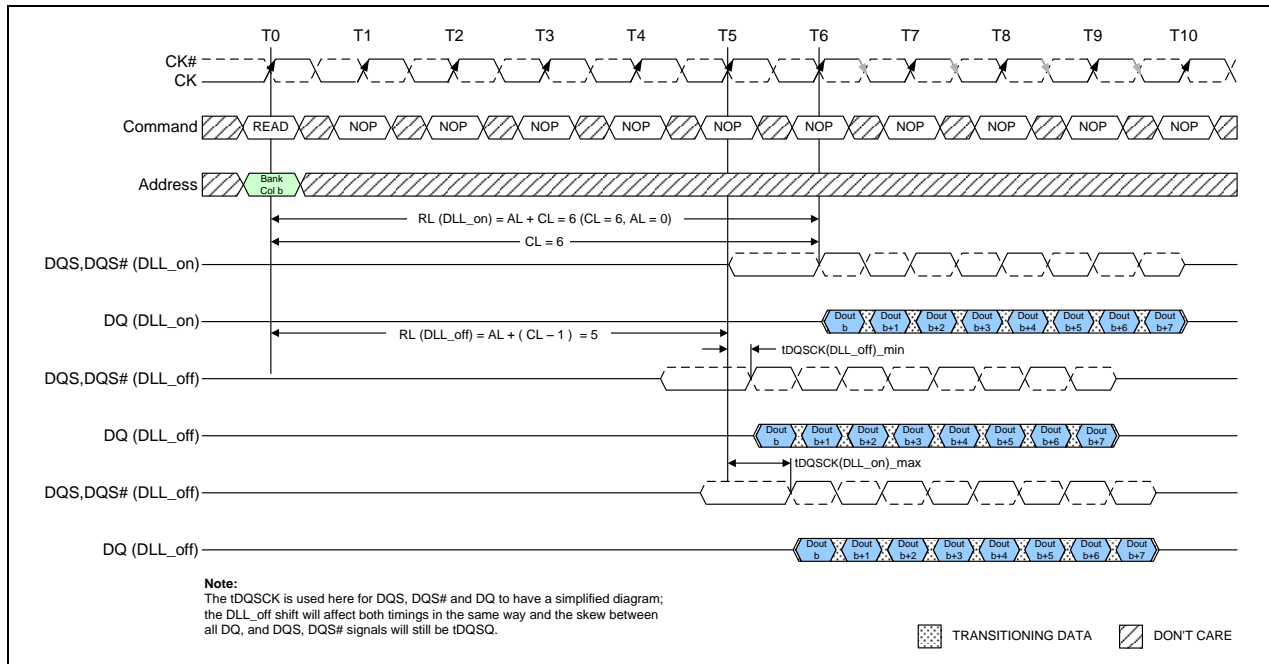 T0 T1 T2 T3 T4 T5 T6 T7 T8 T9 T10
CK#
CK
Command READ NOP NOP NOP NOP NOP NOP NOP NOP NOP NOP
Address Bank
Col b
RL (DLL_on) = AL + CL = 6 (CL = 6, AL = 0)
CL = 6
DQS,DQS# (DLL_on)
DQ (DLL_on) Dout b Dout b+1 Dout b+2 Dout b+3 Dout b+4 Dout b+5 Dout b+6 Dout b+7
RL (DLL_off) = AL + ( CL – 1 ) = 5
tDQSCK(DLL_off)_min
DQS,DQS# (DLL_off)
DQ (DLL_off) Dout b Dout b+1 Dout b+2 Dout b+3 Dout b+4 Dout b+5 Dout b+6 Dout b+7
tDQSCK(DLL_on)_max
DQS,DQS# (DLL_off)
DQ (DLL_off) Dout b Dout b+1 Dout b+2 Dout b+3 Dout b+4 Dout b+5 Dout b+6 Dout b+7
Note:
The tDQSCK is used here for DQS, DQS# and DQ to have a simplified diagram;
the DLL_off shift will affect both timings in the same way and the skew between
all DQ, and DQS, DQS# signals will still be tDQSQ.
TRANSITIONING DATA DON'T CARE